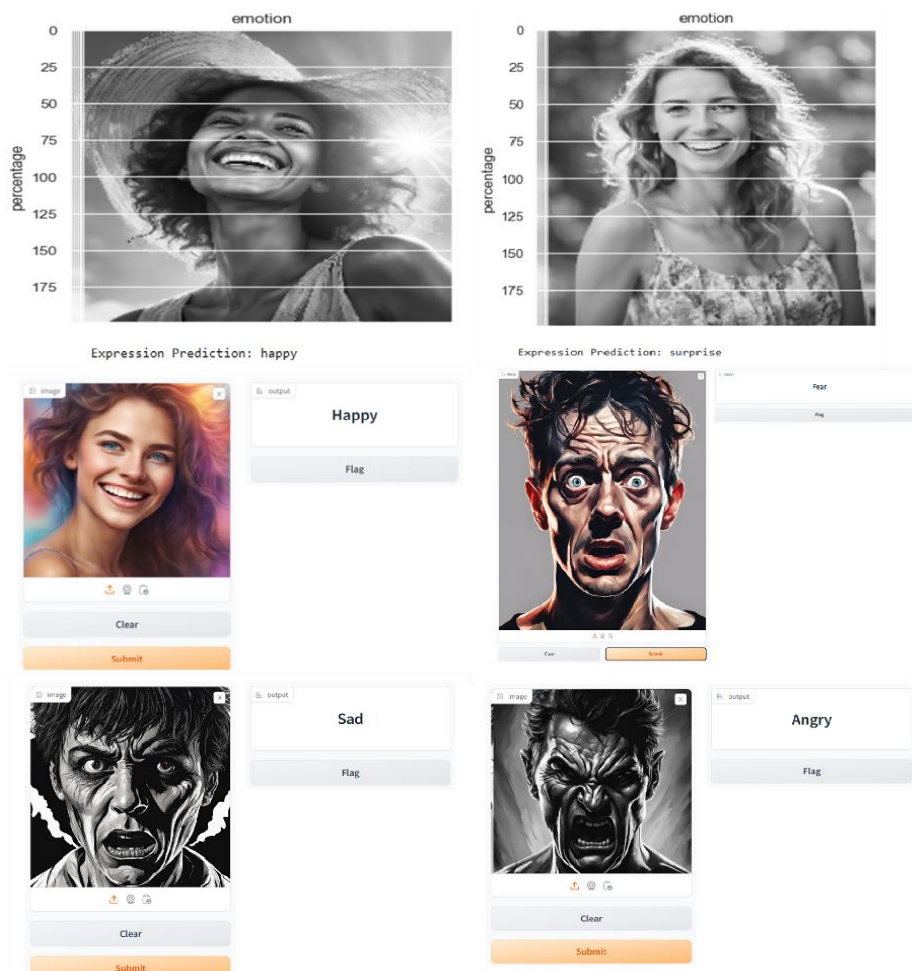 emotion
0
25
50
75
100
125
150
175
percentage
Expression Prediction: happy
emotion
0
25
50
75
100
125
150
175
percentage
Expression Prediction: surprise
image
output
Happy
Flag
Clear
Submit
Fear
Flag
Clear
Submit
image
output
Sad
Flag
Clear
Submit
image
output
Angry
Flag
Clear
Submit